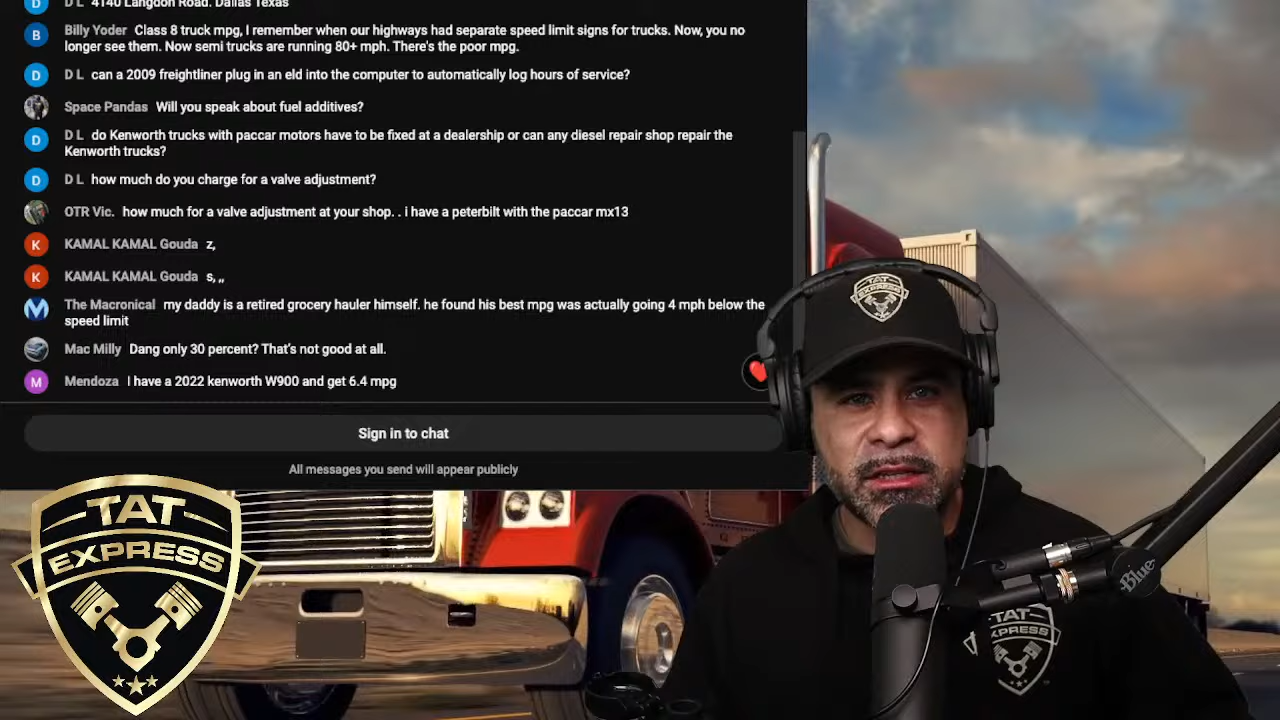 D L 4140 Langdon Road. Dallas Texas
Billy Yoder Class 8 truck mpg, I remember when our highways had separate speed limit signs for trucks. Now, you no
longer see them. Now semi trucks are running 80+ mph. There's the poor mpg.
D L can a 2009 freightliner plug in an eld into the computer to automatically log hours of service?
Space Pandas Will you speak about fuel additives?
D L do Kenworth trucks with paccar motors have to be fixed at a dealership or can any diesel repair shop repair the
Kenworth trucks?
D L how much do you charge for a valve adjustment?
OTR Vic. how much for a valve adjustment at your shop. . i have a peterbilt with the paccar mx13
K KAMAL KAMAL Gouda z,
K KAMAL KAMAL Gouda s, ,,
The Macronical my daddy is a retired grocery hauler himself. he found his best mpg was actually going 4 mph below the
speed limit
Mac Milly Dang only 30 percent? That's not good at all.
M Mendoza I have a 2022 kenworth W900 and get 6.4 mpg
Sign in to chat
All messages you send will appear publicly
TAT
EXPRESS
TAT
EXPRESS
Blue
TAT
XPRESS